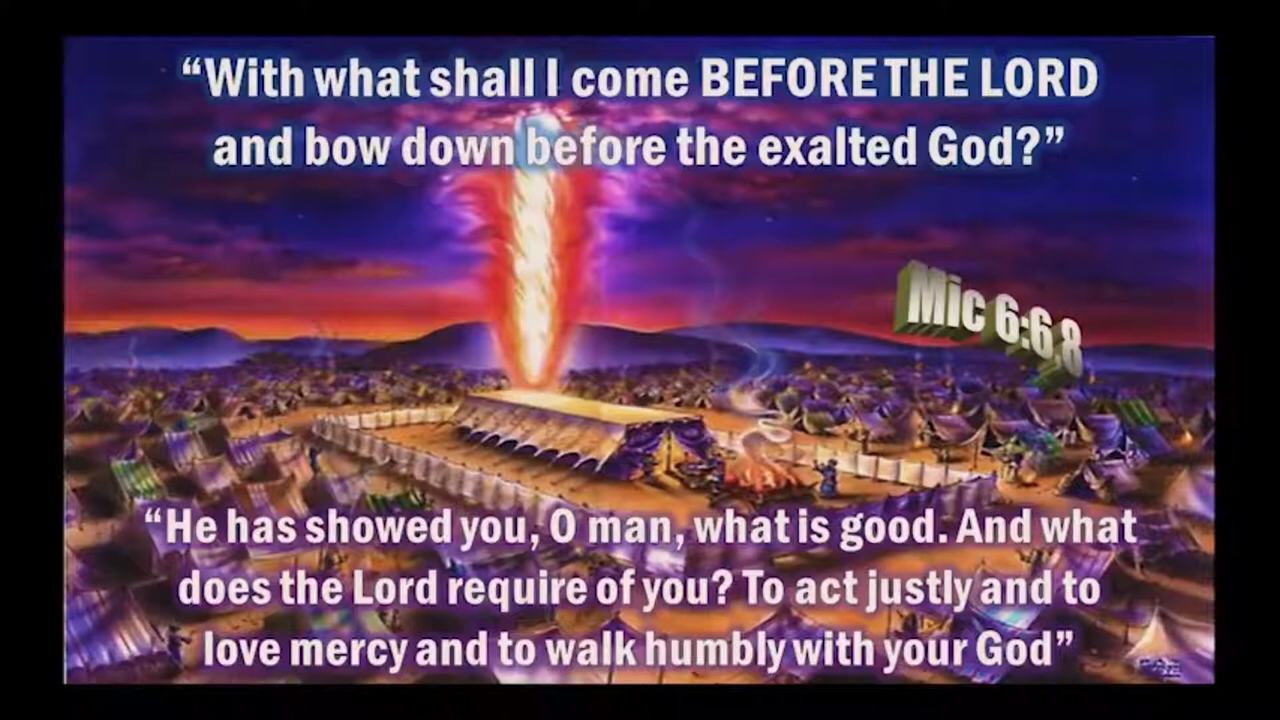 “With what shall I come BEFORE THE LORD
and bow down before the exalted God?”
Mic 6:6,8
“He has showed you, O man, what is good. And what
does the Lord require of you? To act justly and to
love mercy and to walk humbly with your God”